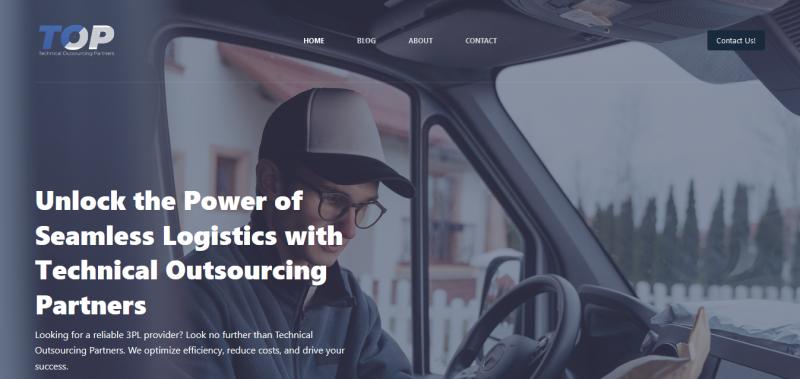 TOP
Technical Outsourcing Partners
HOME
BLOG
ABOUT
CONTACT
Contact Us!
Unlock the Power of
Seamless Logistics with
Technical Outsourcing
Partners
Looking for a reliable 3PL provider? Look no further than Technical
Outsourcing Partners. We optimize efficiency, reduce costs, and drive your
success.